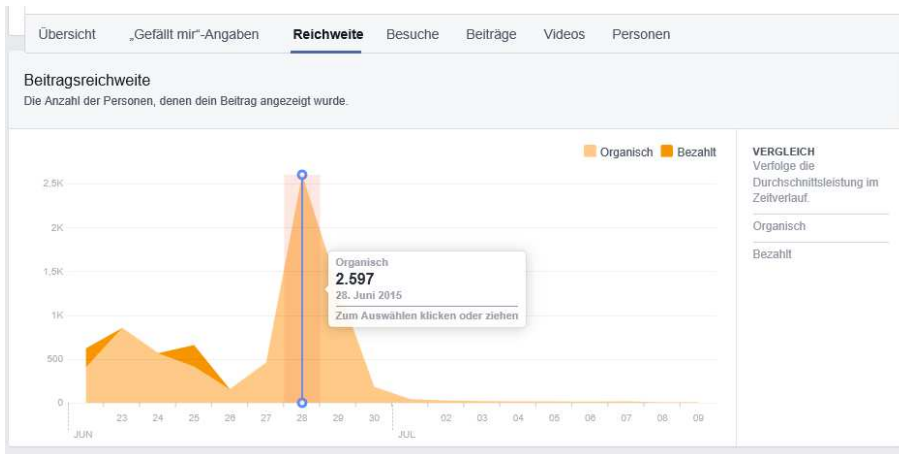 Übersicht „Gefällt mir“-Angaben Reichweite Besuche Beiträge Videos Personen
Beitragsreichweite
Die Anzahl der Personen, denen dein Beitrag angezeigt wurde.
Organisch Bezahlt
2,5K
2K
1,5K
1K
500
0
Organisch
2.597
28. Juni 2015
Zum Auswählen klicken oder ziehen
23 24 25 26 27 28 29 30 02 03 04 05 06 07 08 09
JUN JUL
VERGLEICH
Verfolge die
Durchschnittsleistung im
Zeitverlauf.
Organisch
Bezahlt